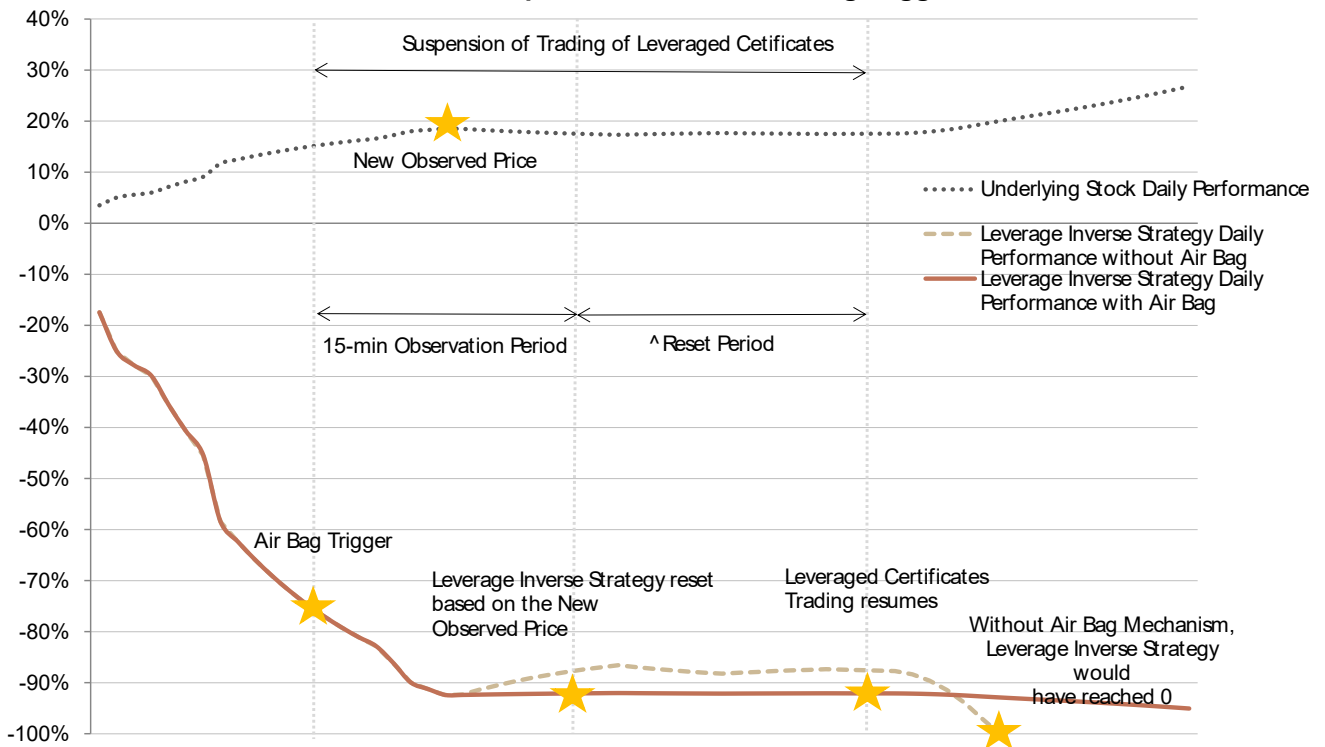 40%
Suspension of Trading of Leveraged Cetificates
30%
20%
New Observed Price
10%
Underlying Stock Daily Performance
0%
Leverage Inverse Strategy Daily
Performance without Air Bag
-10%
Leverage Inverse Strategy Daily
Performance with Air Bag
-20%
15-min Observation Period
^Reset Period
-30%
-40%
-50%
-60%
Air Bag Trigger
-70%
Leverage Inverse Strategy reset
based on the New
Observed Price
Leveraged Certificates
Trading resumes
-80%
Without Air Bag Mechanism,
Leverage Inverse Strategy
would
have reached 0
-90%
-100%